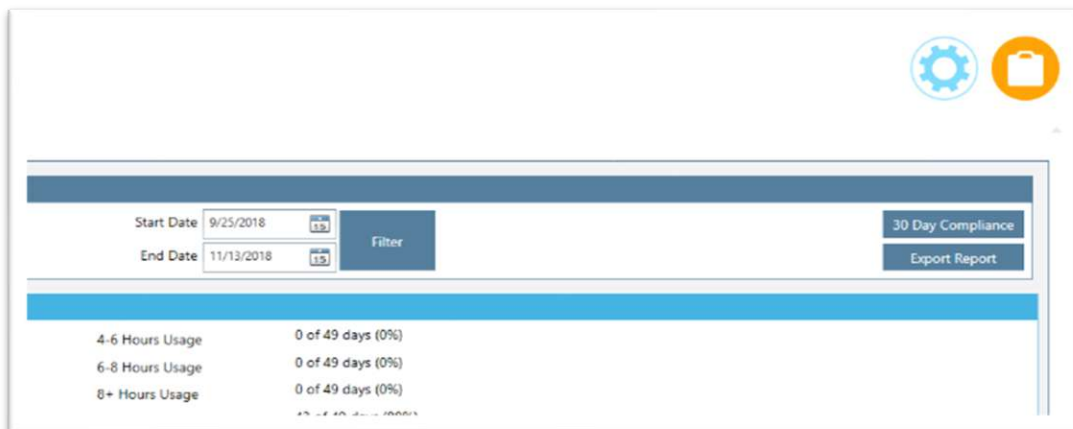 Start Date 9/25/2018
Filter
End Date 11/13/2018
30 Day Compliance
Export Report
4-6 Hours Usage 0 of 49 days (0%)
6-8 Hours Usage 0 of 49 days (0%)
8+ Hours Usage 0 of 49 days (0%)